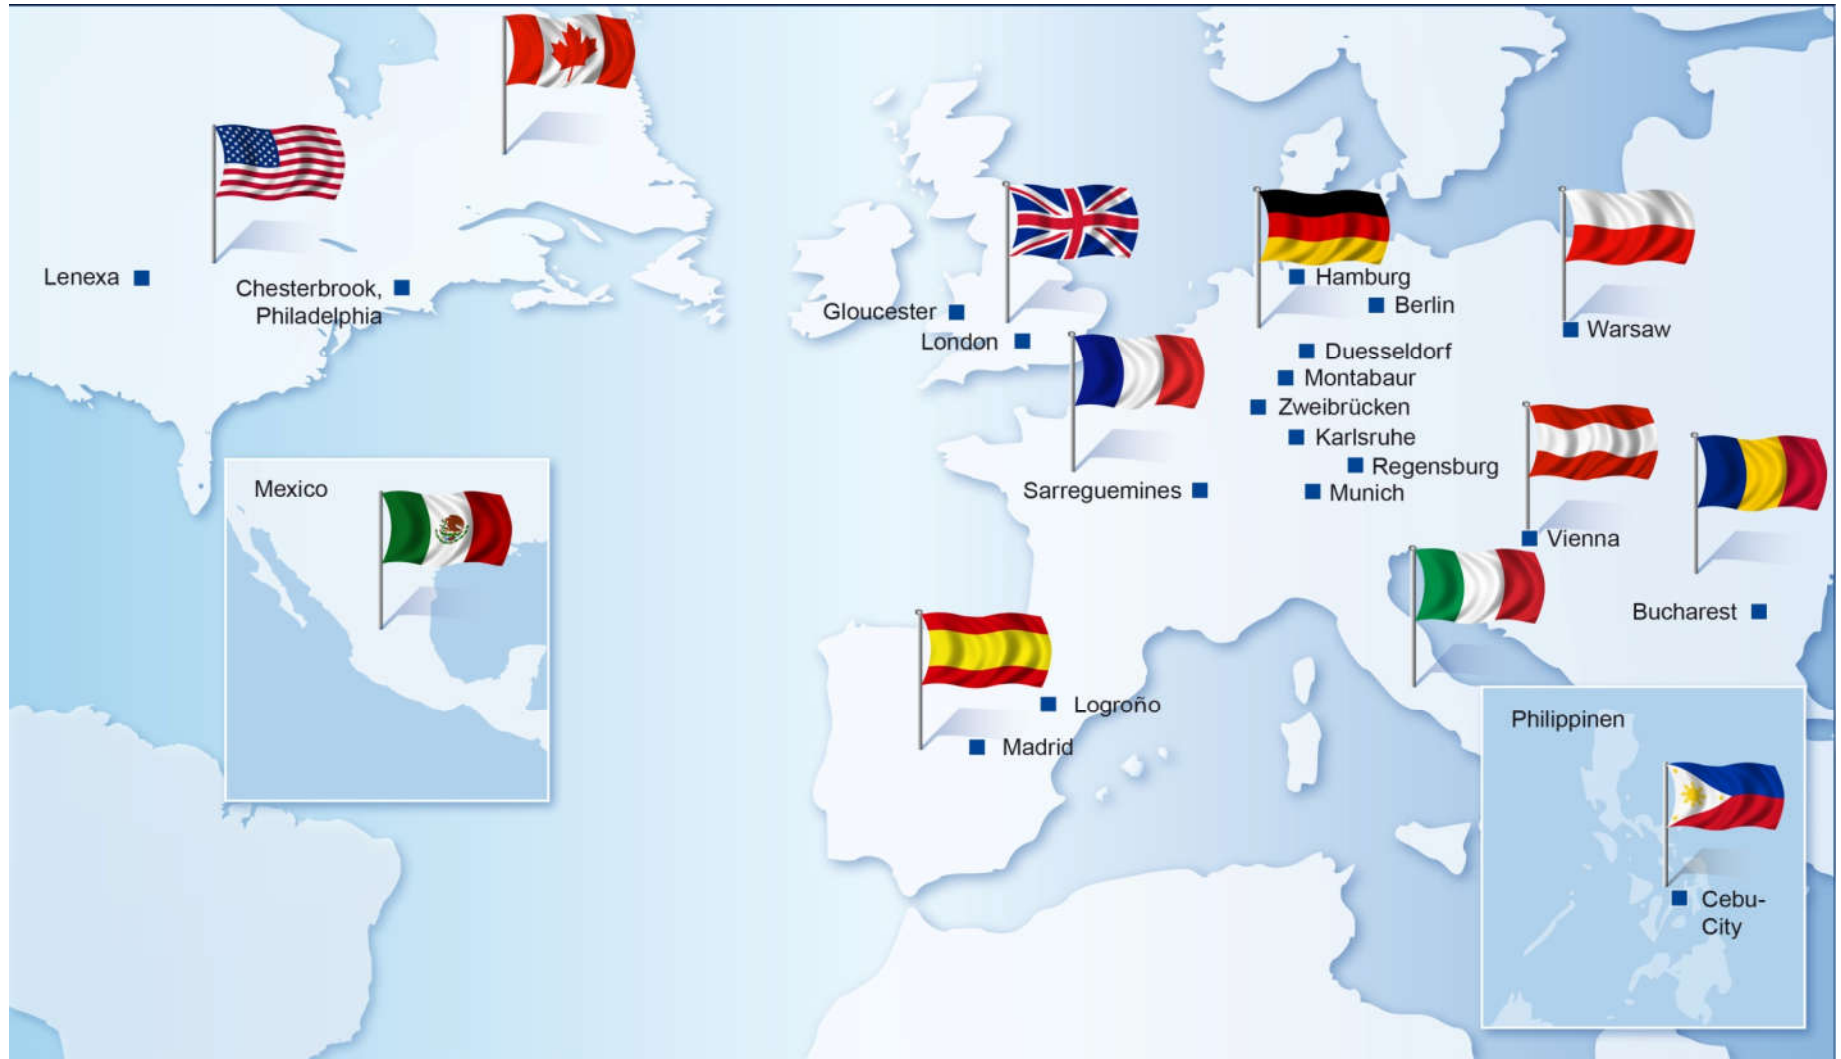 Lenexa
Chesterbrook,
Philadelphia
Mexico
Gloucester
London
Sarreguemines
Hamburg
Berlin
Duesseldorf
Montabaur
Zweibrücken
Karlsruhe
Regensburg
Munich
Warsaw
Vienna
Bucharest
Logroño
Madrid
Philippinen
Cebu-
City